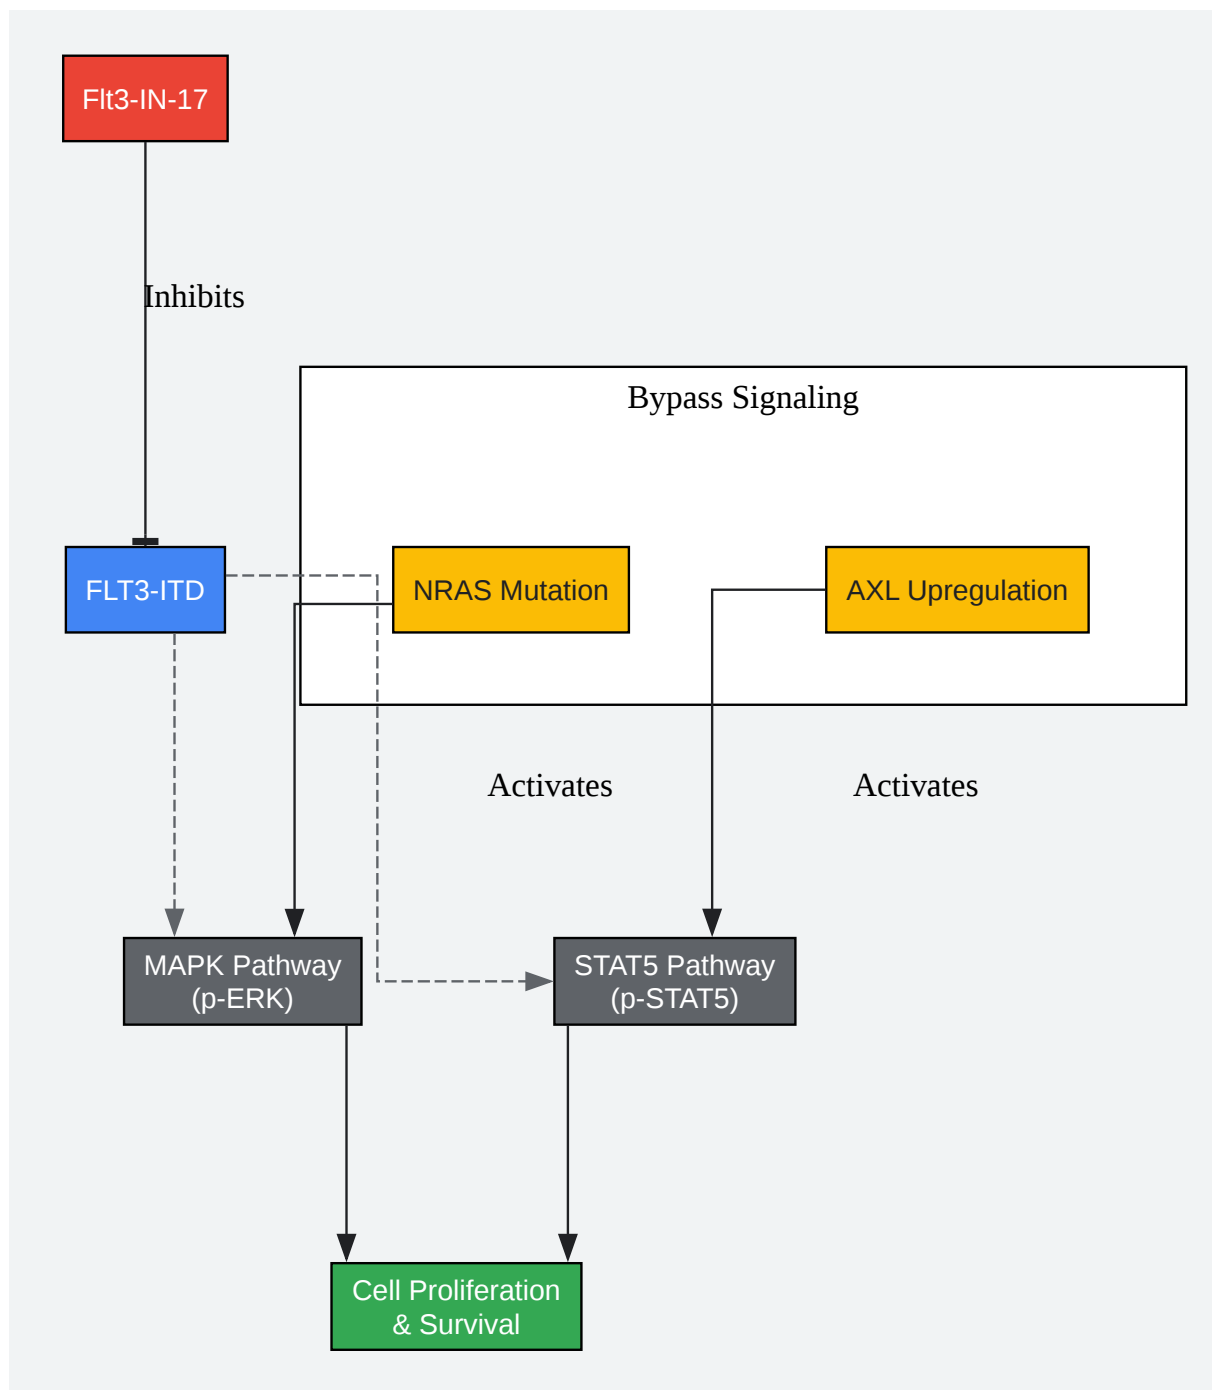 Flt3-IN-17
Inhibits
Bypass Signaling
FLT3-ITD
NRAS Mutation
AXL Upregulation
Activates
Activates
MAPK Pathway
(p-ERK)
STAT5 Pathway
(p-STAT5)
Cell Proliferation
& Survival